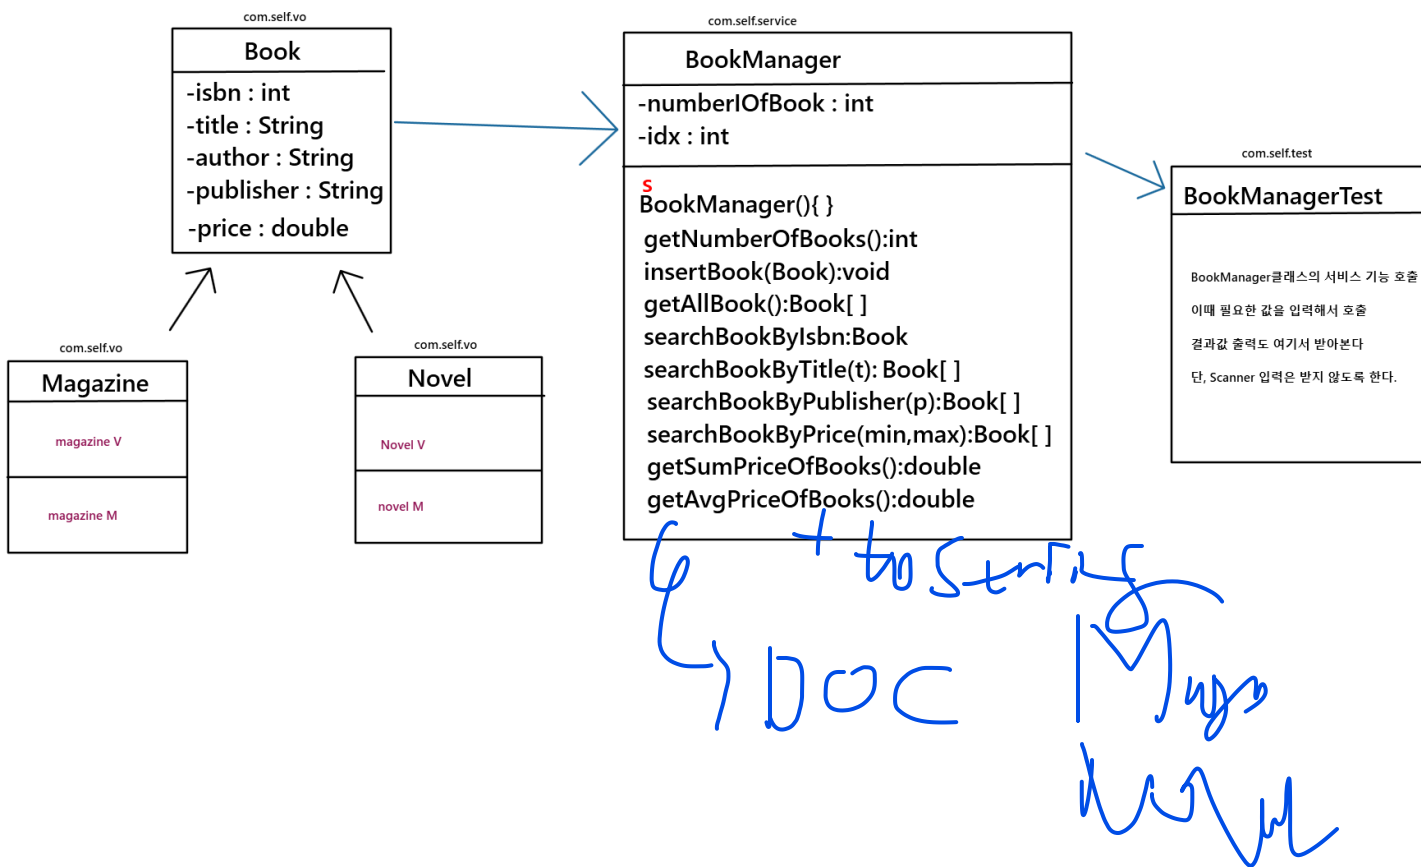 com.self.vo
Book
-isbn : int
-title : String
-author : String
-publisher : String
-price : double
com.self.service
BookManager
-numberIOfBook : int
-idx : int
s
BookManager(){ }
getNumberOfBooks():int
insertBook(Book):void
getAllBook():Book[ ]
searchBookByIsbn:Book
searchBookByTitle(t): Book[ ]
searchBookByPublisher(p):Book[ ]
searchBookByPrice(min,max):Book[ ]
getSumPriceOfBooks():double
getAvgPriceOfBooks():double
com.self.test
BookManagerTest
BookManager클래스의 서비스 기능 호출
이때 필요한 값을 입력해서 호출
결과값 출력도 여기서 받아본다
단, Scanner 입력은 받지 않도록 한다.
com.self.vo
Magazine
magazine V
magazine M
com.self.vo
Novel
Novel V
novel M
+ toString
DOC